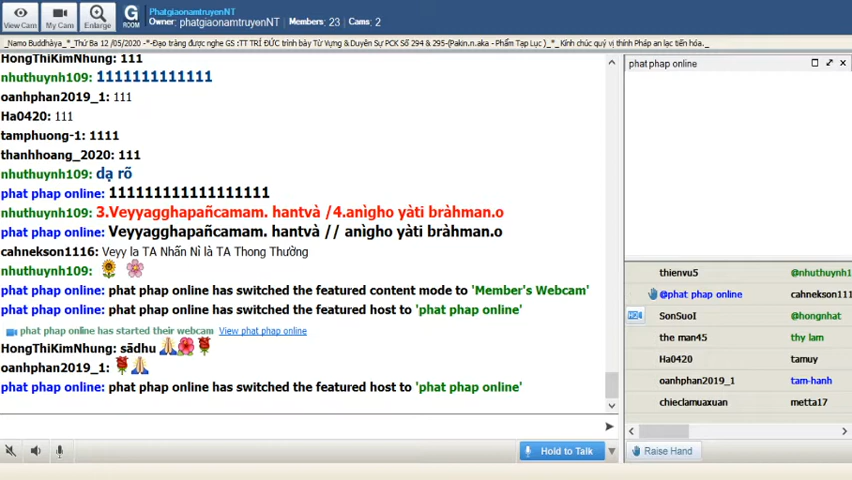 View Cam
My Cam
Enlarge
G
ROOM
PhatgiaonamtruyenNT
Owner: phatgiaonamtruyenNT Members: 23 Cams: 2
_Namo Buddhàya_*_Thứ Ba 12 /05/2020 -*-Đạo tràng được nghe GS :TT TRÍ ĐỨC trình bày Từ Vựng &Duyên Sự PCK Số 294 & 295-(Pakin.n.aka - Phẩm Tạp Lục )_*_Kính chúc quý vị thính Pháp an lạc tiến hóa._
HongThiKimNhung: 111
nhuthuynh109: 1111111111111
oanhphan2019_1: 111
Ha0420: 111
tamphuong-1: 1111
thanhhoang_2020: 111
nhuthuynh109: dạ rõ
phat phap online: 111111111111111111
nhuthuynh109: 3.Veyyagghapañcamam. hantvà /4.anìgho yàti bràhman.o
phat phap online: Veyyagghapañcamam. hantvà // anìgho yàti bràhman.o
cahnekson1116: Veyy la TA Nhấn Nì là TA Thong Thường
nhuthuynh109:
phat phap online: phat phap online has switched the featured content mode to 'Member's Webcam'
phat phap online: phat phap online has switched the featured host to 'phat phap online'
phat phap online has started their webcam View phat phap online
HongThiKimNhung: sādhu
oanhphan2019_1:
phat phap online: phat phap online has switched the featured host to 'phat phap online'
Hold to Talk
phat phap online
thienvu5 @nhuthuynh1
@phat phap online cahnekson111
SonSuoI @hongnhat
the man45 thy lam
Ha0420 tamuy
oanhphan2019_1 tam-hanh
chieclamuaxuan metta17
Raise Hand